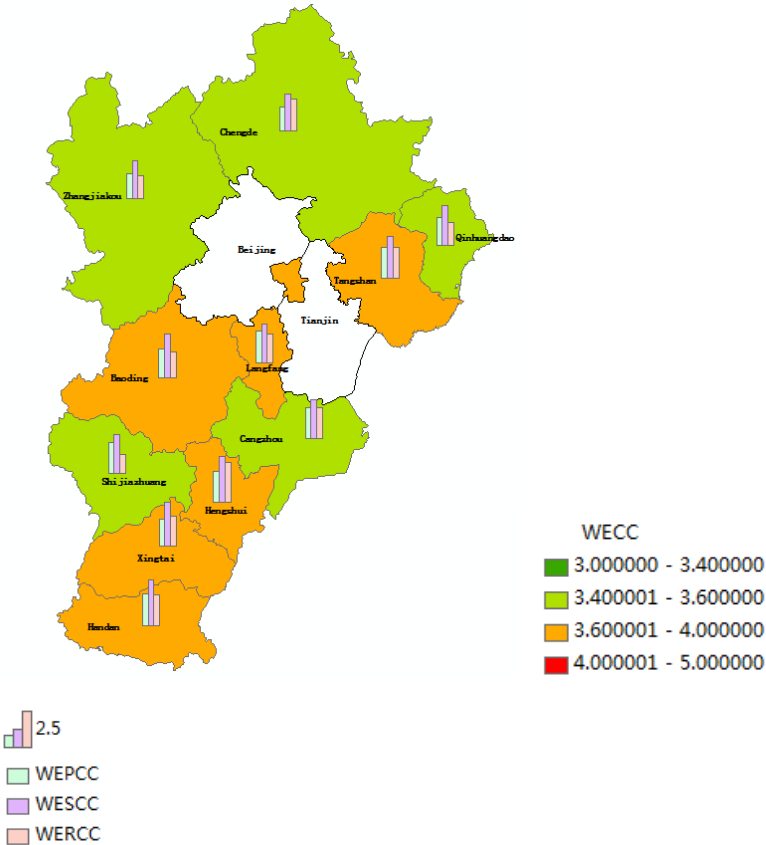 Chengde
Zhangjiakou
Qinhuangdao
Beijing
Tangshan
Tianjin
Langfang
Baoding
Cangzhou
Shijiazhuang
Hengshui
Xingtai
Handan
WECC
3.000000 - 3.400000
3.400001 - 3.600000
3.600001 - 4.000000
4.000001 - 5.000000
2.5
WEPCC
WESCC
WERCC